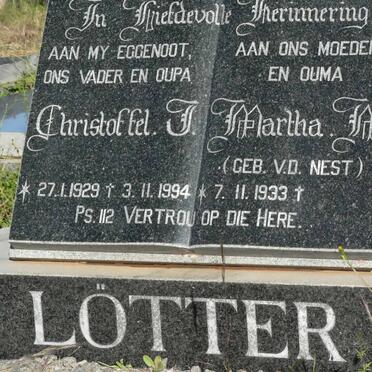 In Liefdevolle Herinnering
AAN MY EGGENOOT,
ONS VADER EN OUPA
AAN ONS MOEDER
EN OUMA
Christoffel. J. Martha.
(GEB. V.D. NEST)
* 27.1.1929 † 3.11.1994 * 7.11.1933 †
Ps. 112 VERTROU OP DIE HERE.
LÖTTER